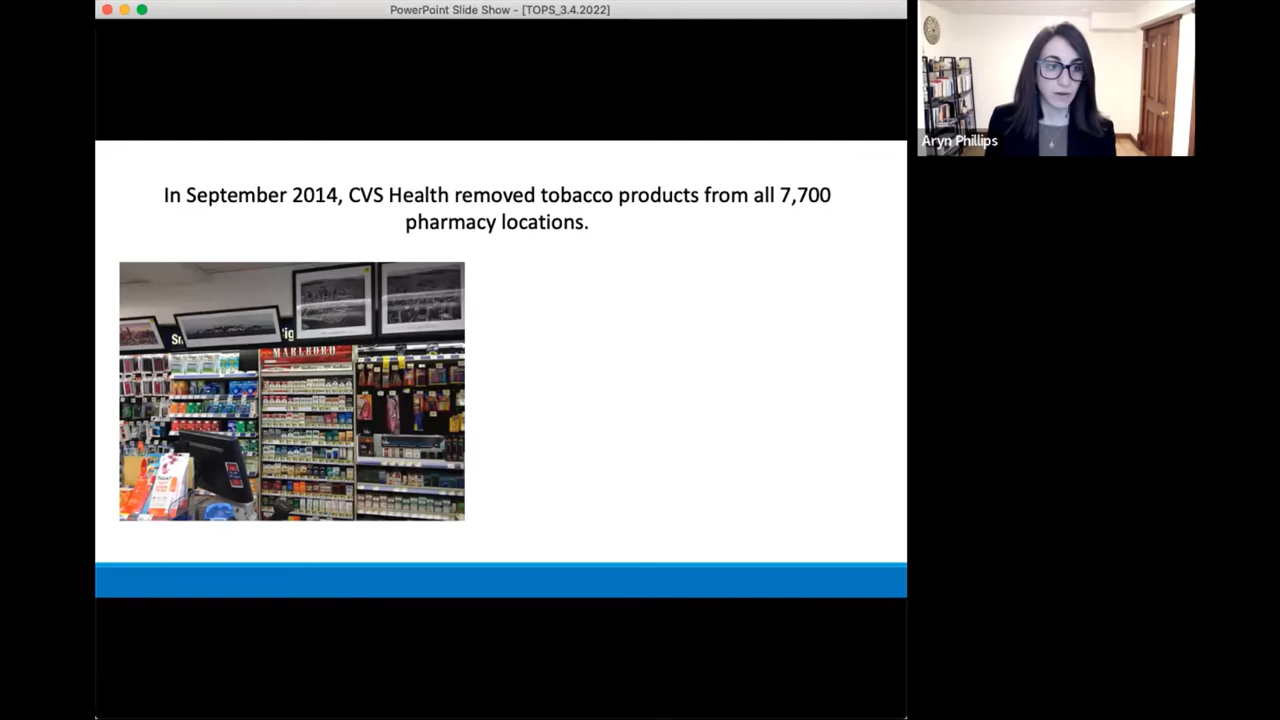 PowerPoint Slide Show - [TOPS_3.4.2022]
Aryn Phillips
In September 2014, CVS Health removed tobacco products from all 7,700
pharmacy locations.
MARLBORO